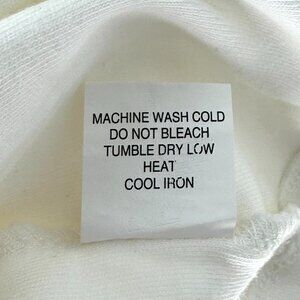 MACHINE WASH COLD
DO NOT BLEACH
TUMBLE DRY LOW
HEAT
COOL IRON